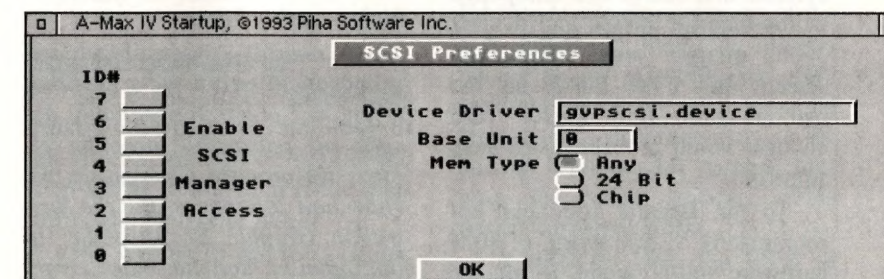 A-Max IV Startup, ©1993 Piha Software Inc.
SCSI Preferences
ID#
7
6
5
4
3
2
1
0
Enable
SCSI
Manager
Access
Device Driver gvpscsi.device
Base Unit 0
Mem Type Any
24 Bit
Chip
OK